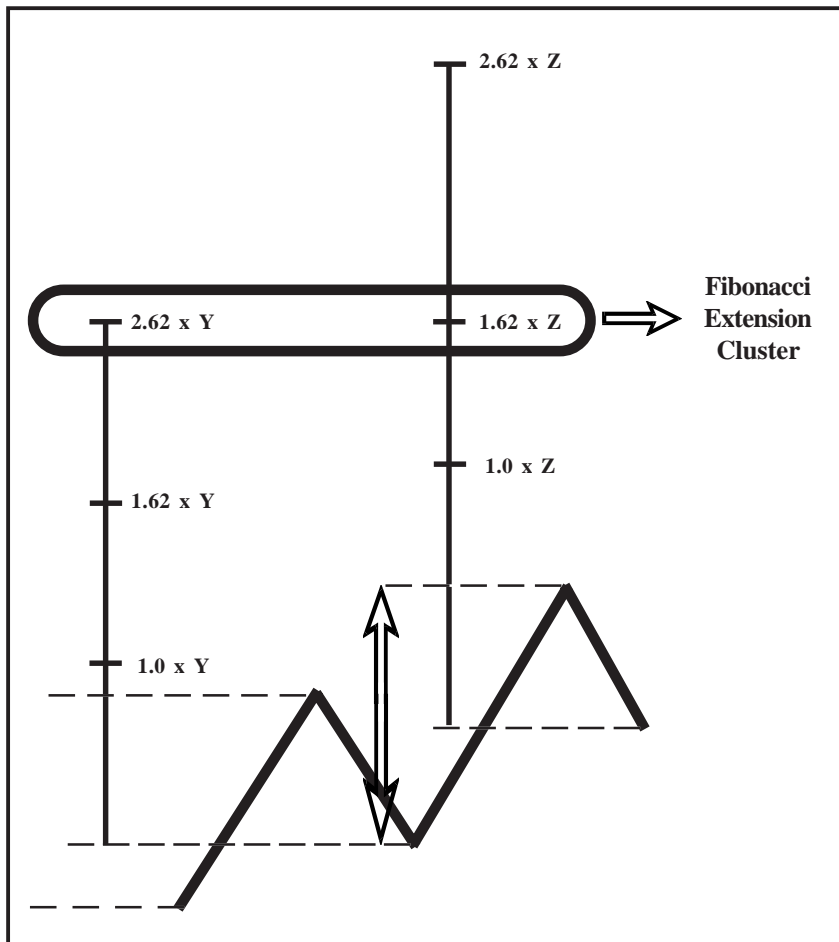 2.62 x Z
2.62 x Y
1.62 x Z
Fibonacci
Extension
Cluster
1.0 x Z
1.62 x Y
1.0 x Y